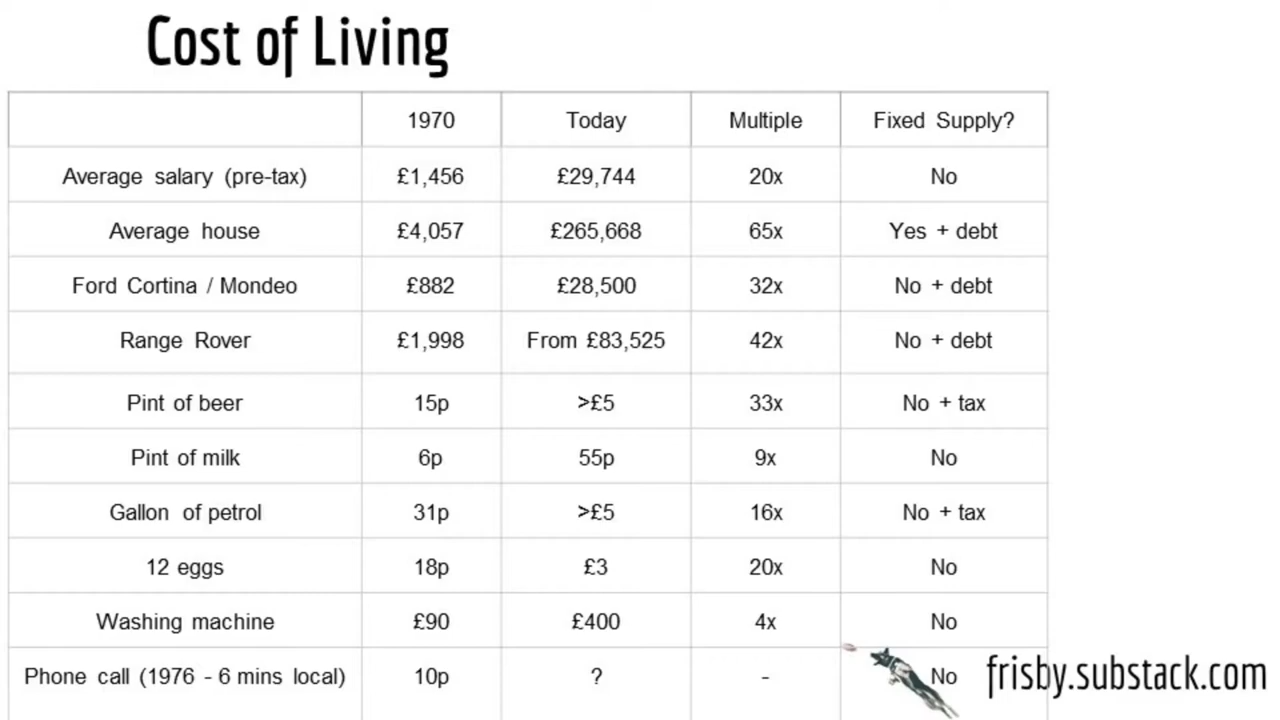 Cost of Living
1970 Today Multiple Fixed Supply?
Average salary (pre-tax) £1,456 £29,744 20x No
Average house £4,057 £265,668 65x Yes + debt
Ford Cortina / Mondeo £882 £28,500 32x No + debt
Range Rover £1,998 From £83,525 42x No + debt
Pint of beer 15p >£5 33x No + tax
Pint of milk 6p 55p 9x No
Gallon of petrol 31p >£5 16x No + tax
12 eggs 18p £3 20x No
Washing machine £90 £400 4x No
Phone call (1976 - 6 mins local) 10p ? - No
frisby.substack.com